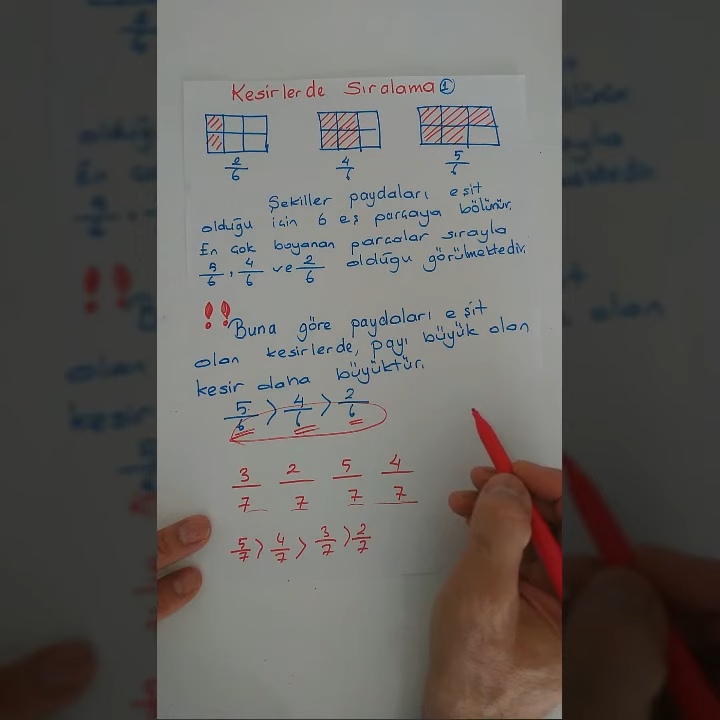 Kesirlerde Sıralama 1
2/6 4/6 5/6
Şekiller paydaları eşit
olduğu için 6 eş parçaya bölünür.
En çok boyanan parçalar sırayla
5/6, 4/6 ve 2/6 olduğu görülmektedir.
!! Buna göre paydaları eşit
olan kesirlerde, payı büyük olan
kesir daha büyüktür.
5/6 > 4/6 > 2/6
3/7 2/7 5/7 4/7
5/7 > 4/7 > 3/7 > 2/7